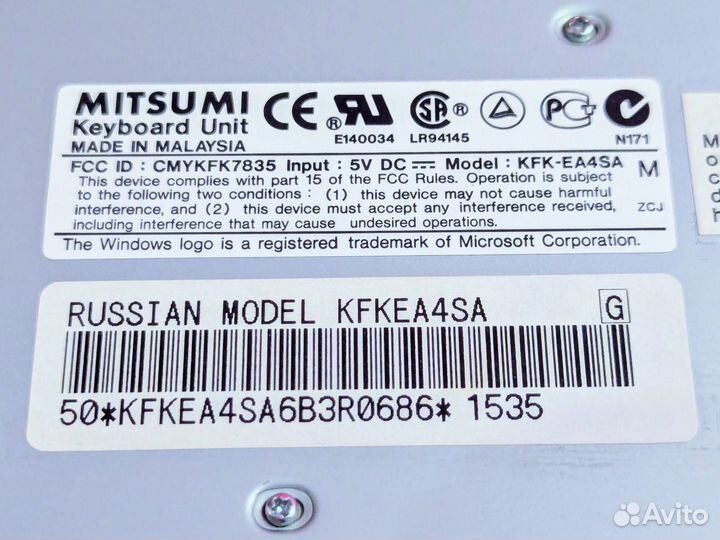 MITSUMI
Keyboard Unit
MADE IN MALAYSIA
CE
E140034
LR94145
N171
FCC ID : CMYKFK7835 Input : 5V DC Model : KFK-EA4SA
This device complies with part 15 of the FCC Rules. Operation is subject
to the following two conditions: (1) this device may not cause harmful
interference, and (2) this device must accept any interference received,
including interference that may cause undesired operations.
M
ZCJ
The Windows logo is a registered trademark of Microsoft Corporation.
RUSSIAN MODEL KFKEA4SA
G
50*KFKEA4SA6B3R0686* 1535
Avito